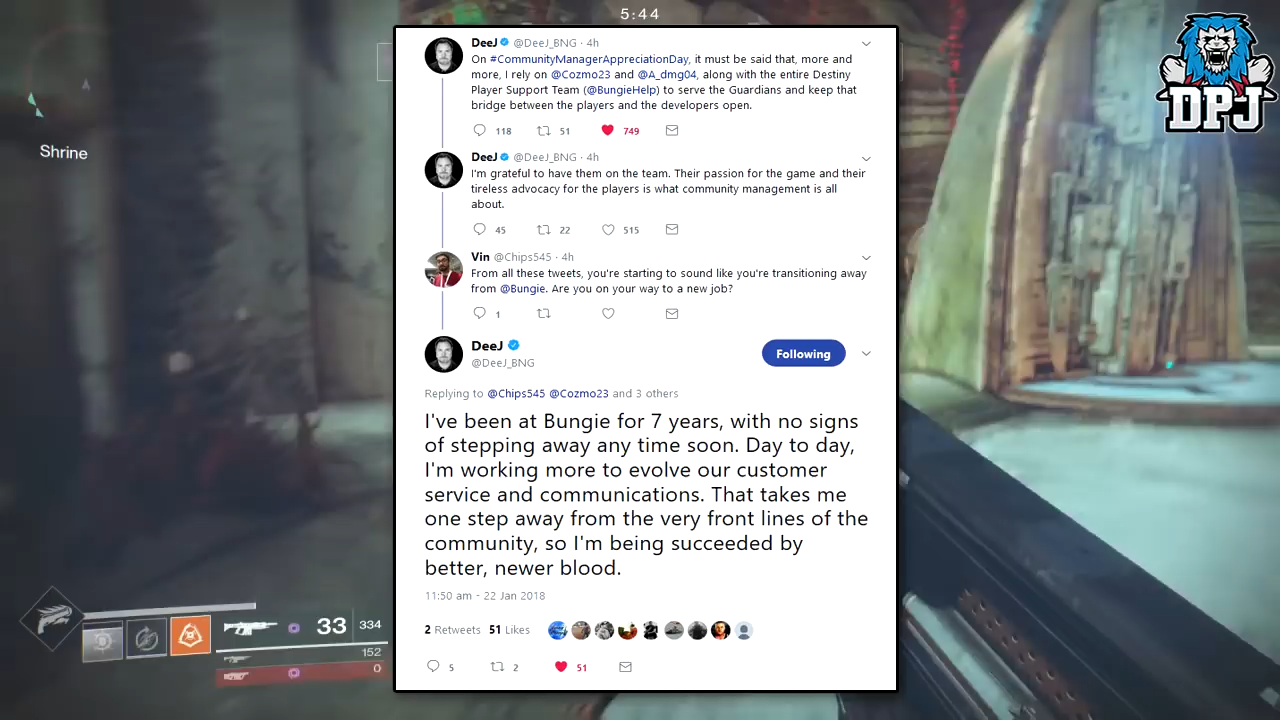 5:44
DPJ
Shrine
DeeJ @DeeJ_BNG · 4h
On #CommunityManagerAppreciationDay, it must be said that, more and
more, I rely on @Cozmo23 and @A_dmg04, along with the entire Destiny
Player Support Team (@BungieHelp) to serve the Guardians and keep that
bridge between the players and the developers open.
118 51 749
DeeJ @DeeJ_BNG · 4h
I'm grateful to have them on the team. Their passion for the game and their
tireless advocacy for the players is what community management is all
about.
45 22 515
Vin @Chips545 · 4h
From all these tweets, you're starting to sound like you're transitioning away
from @Bungie. Are you on your way to a new job?
1
DeeJ
@DeeJ_BNG
Following
Replying to @Chips545 @Cozmo23 and 3 others
I've been at Bungie for 7 years, with no signs
of stepping away any time soon. Day to day,
I'm working more to evolve our customer
service and communications. That takes me
one step away from the very front lines of the
community, so I'm being succeeded by
better, newer blood.
11:50 am - 22 Jan 2018
2 Retweets 51 Likes
5 2 51
33 334
152
0